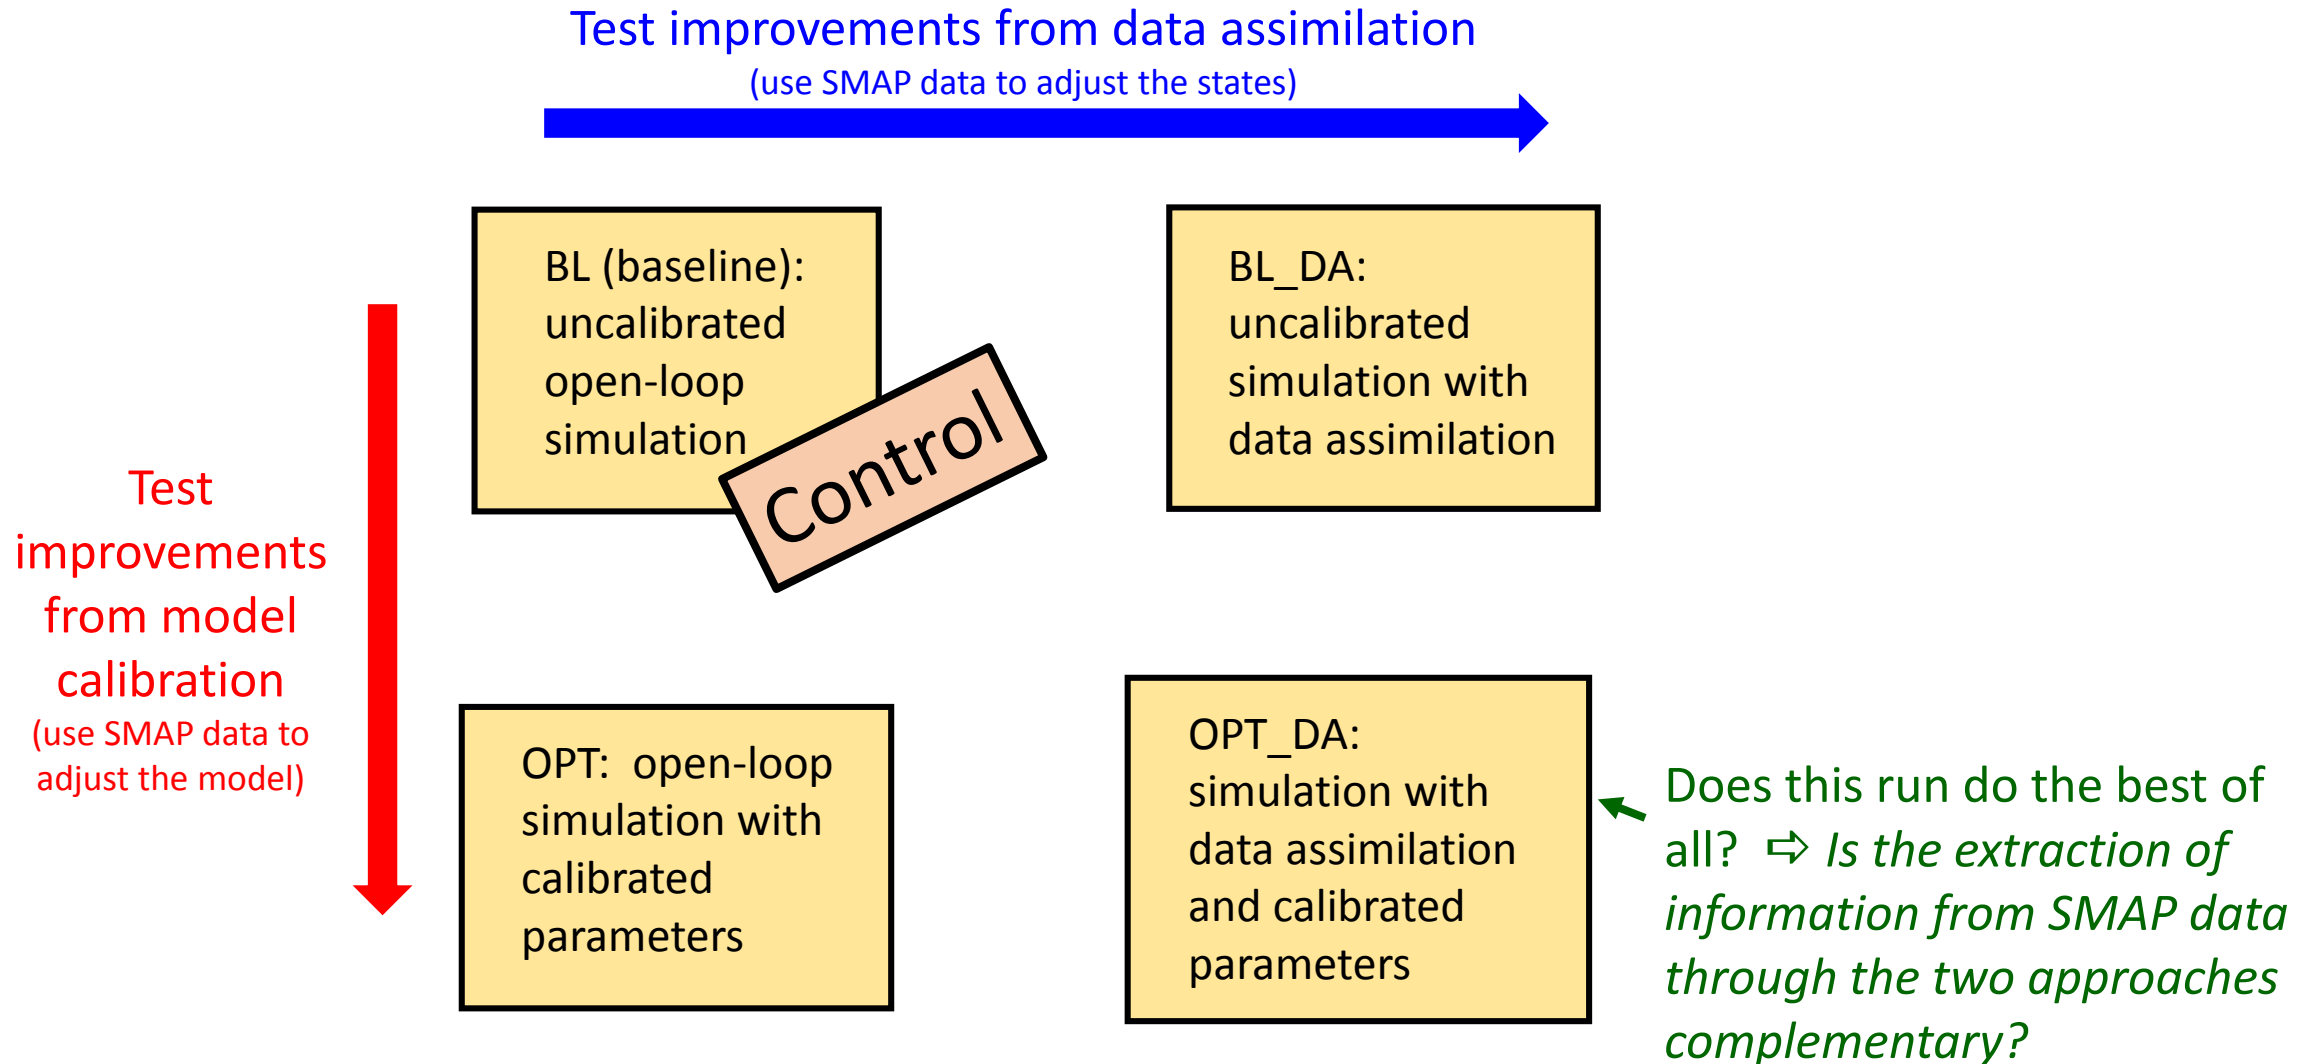 Test improvements from data assimilation
(use SMAP data to adjust the states)
BL (baseline):
uncalibrated
open-loop
simulation
Control
BL_DA:
uncalibrated
simulation with
data assimilation
Test
improvements
from model
calibration
(use SMAP data to
adjust the model)
OPT:  open-loop
simulation with
calibrated
parameters
OPT_DA:
simulation with
data assimilation
and calibrated
parameters
Does this run do the best of
all? ⇨ Is the extraction of
information from SMAP data
through the two approaches
complementary?